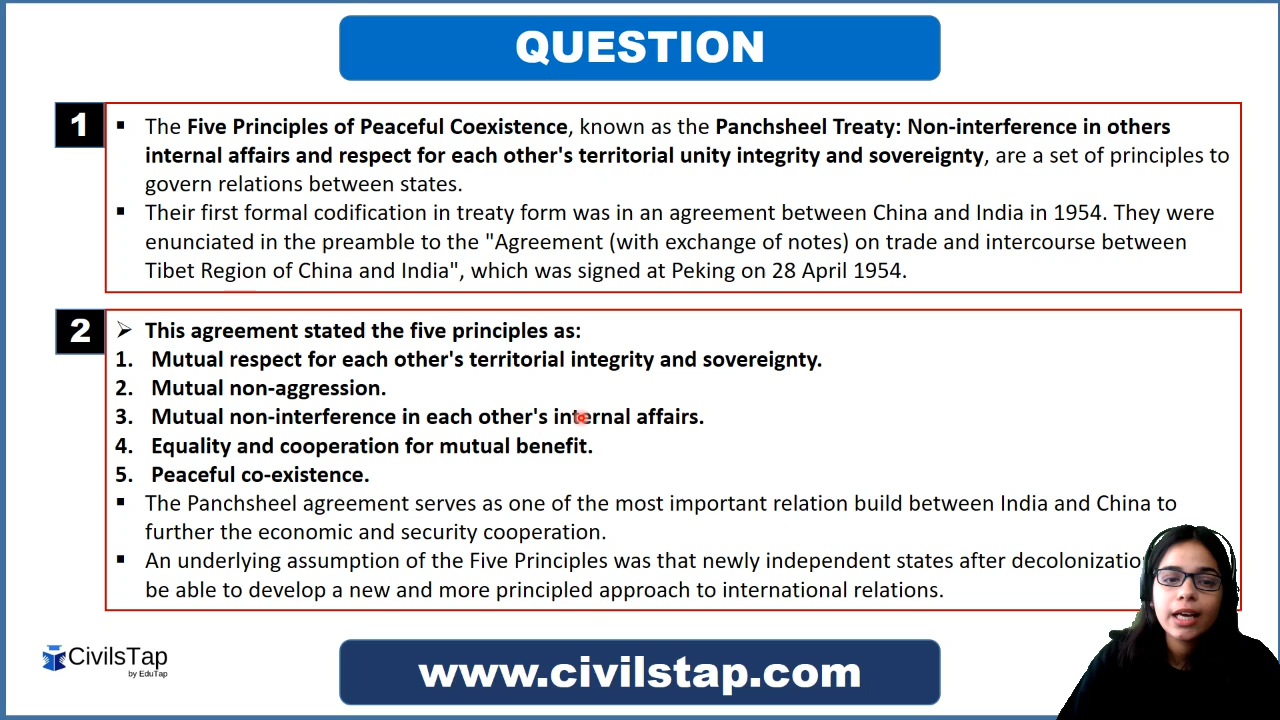 QUESTION
1
▪ The Five Principles of Peaceful Coexistence, known as the Panchsheel Treaty: Non-interference in others
internal affairs and respect for each other's territorial unity integrity and sovereignty, are a set of principles to
govern relations between states.
▪ Their first formal codification in treaty form was in an agreement between China and India in 1954. They were
enunciated in the preamble to the "Agreement (with exchange of notes) on trade and intercourse between
Tibet Region of China and India", which was signed at Peking on 28 April 1954.
2
➢ This agreement stated the five principles as:
1. Mutual respect for each other's territorial integrity and sovereignty.
2. Mutual non-aggression.
3. Mutual non-interference in each other's internal affairs.
4. Equality and cooperation for mutual benefit.
5. Peaceful co-existence.
▪ The Panchsheel agreement serves as one of the most important relation build between India and China to
further the economic and security cooperation.
▪ An underlying assumption of the Five Principles was that newly independent states after
be able to develop a new and more principled approach to international relations.
CivilsTap
by EduTap
www.civilstap.com